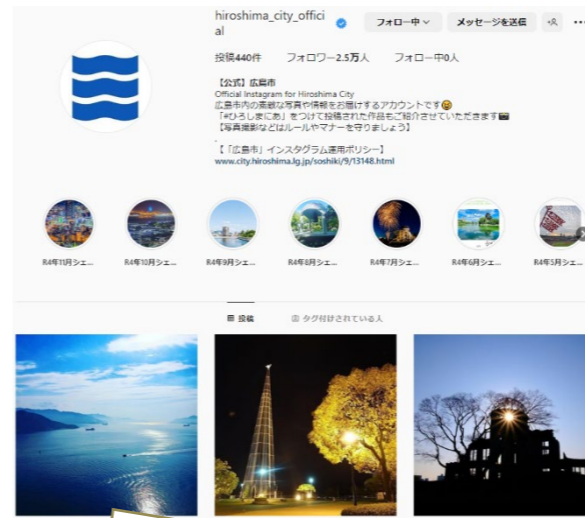 hiroshima_city_offici
al
フォロー中
メッセージを送信
投稿440件 フォロワー2.5万人 フォロー中0人
【公式】広島市
Official Instagram for Hiroshima City
広島市内の素敵な写真や情報をお届けするアカウントです😄
「#ひろしまにあ」をつけて投稿された作品もご紹介させていただきます📷
【写真撮影などはルールやマナーを守りましょう】
.
【「広島市」インスタグラム運用ポリシー】
www.city.hiroshima.lg.jp/soshiki/9/13148.html
R4年11月シェ...
R4年10月シェ...
R4年9月シェ...
R4年8月シェ...
R4年7月シェ...
R4年6月シェ...
R4年5月シェ...
投稿
タグ付けされている人